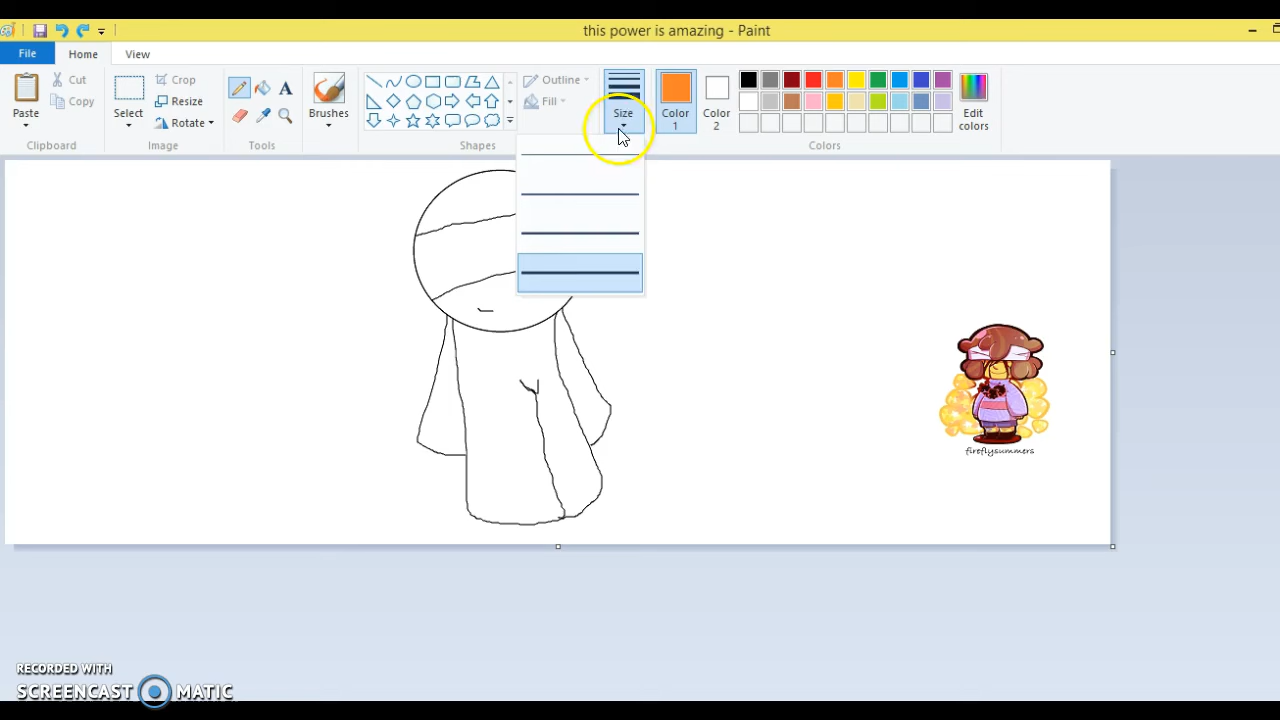 this power is amazing - Paint
File
Home
View
Paste
Cut
Copy
Clipboard
Select
Crop
Resize
Rotate
Image
A
Tools
Brushes
Shapes
Outline
Fill
Size
Color
1
Color
2
Edit
colors
Colors
fireflysummers
RECORDED WITH
SCREENCAST MATIC